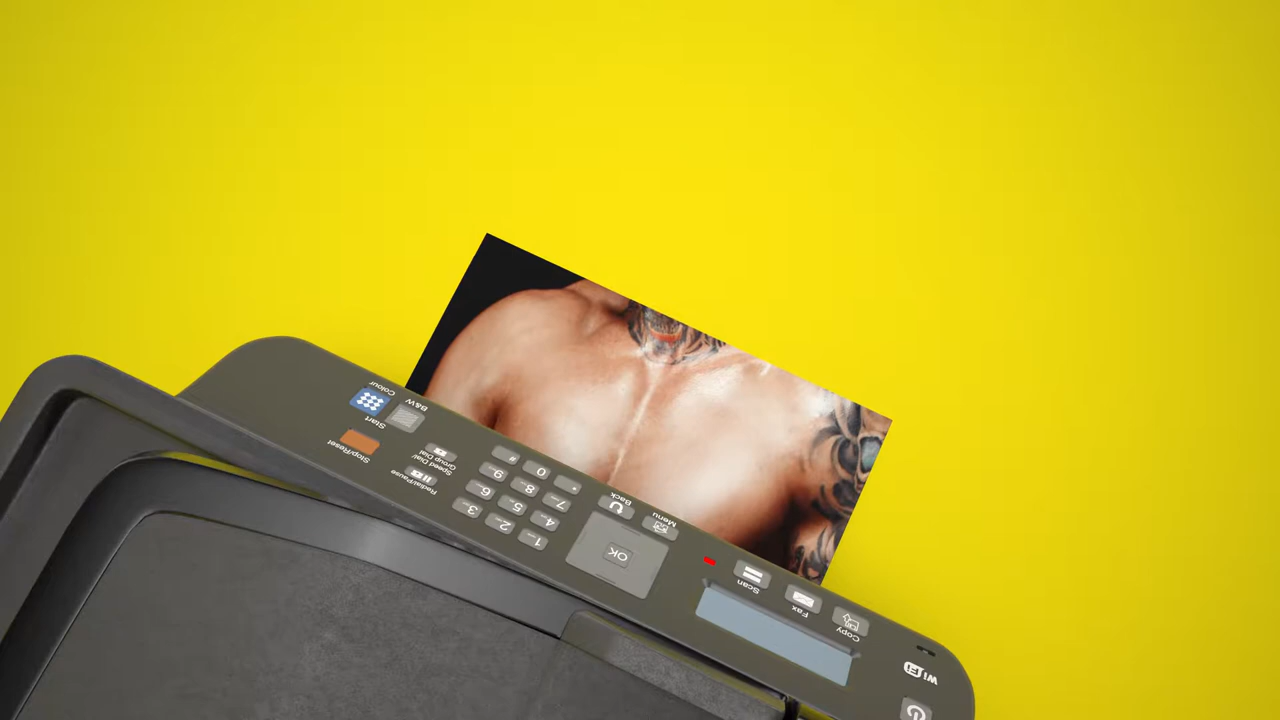 Colour
B&W
Start
Stop/Reset
Speed Dial/
Group Dial
Redial/Pause
#
0
*
9
8
7
6
5
4
3
2
1
Back
Menu
OK
Scan
Fax
Copy
WiFi